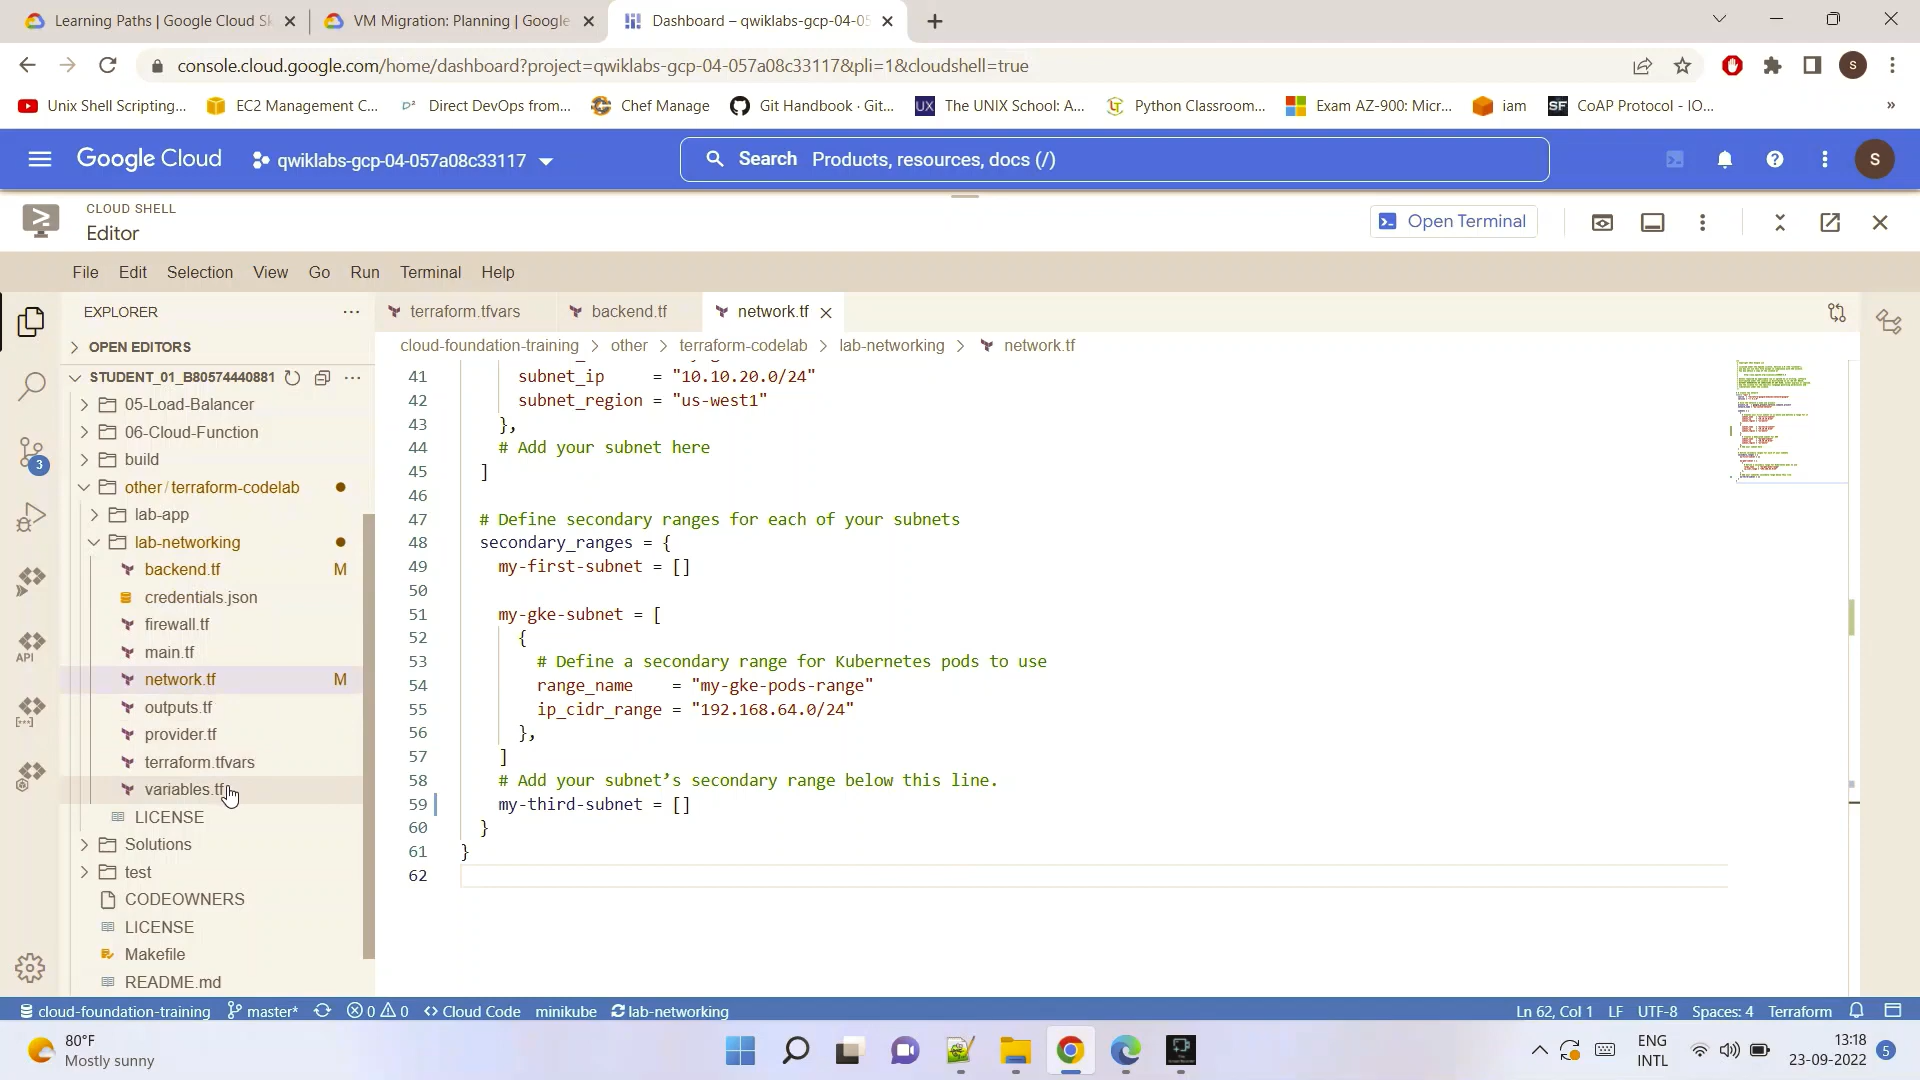 Learning Paths | Google Cloud Sk
VM Migration: Planning | Google
Dashboard – qwiklabs-gcp-04-05
console.cloud.google.com/home/dashboard?project=qwiklabs-gcp-04-057a08c33117&pli=1&cloudshell=true
S
Unix Shell Scripting...
EC2 Management C...
Direct DevOps from...
Chef Manage
Git Handbook · Git...
UX The UNIX School: A...
Python Classroom...
Exam AZ-900: Micr...
iam
SF CoAP Protocol - IO...
»
Google Cloud
qwiklabs-gcp-04-057a08c33117
Search Products, resources, docs (/)
S
CLOUD SHELL
Editor
Open Terminal
File Edit Selection View Go Run Terminal Help
EXPLORER
OPEN EDITORS
STUDENT_01_B80574440881
05-Load-Balancer
06-Cloud-Function
build
other / terraform-codelab
lab-app
lab-networking
backend.tf M
credentials.json
firewall.tf
main.tf
network.tf M
outputs.tf
provider.tf
terraform.tfvars
variables.tf
LICENSE
Solutions
test
CODEOWNERS
LICENSE
Makefile
README.md
3
API
terraform.tfvars
backend.tf
network.tf
cloud-foundation-training > other > terraform-codelab > lab-networking > network.tf
41 subnet_ip = "10.10.20.0/24"
42 subnet_region = "us-west1"
43 },
44 # Add your subnet here
45 ]
46
47 # Define secondary ranges for each of your subnets
48 secondary_ranges = {
49 my-first-subnet = []
50
51 my-gke-subnet = [
52 {
53 # Define a secondary range for Kubernetes pods to use
54 range_name = "my-gke-pods-range"
55 ip_cidr_range = "192.168.64.0/24"
56 },
57 ]
58 # Add your subnet’s secondary range below this line.
59 my-third-subnet = []
60 }
61 }
62
cloud-foundation-training master* 0 0 Cloud Code minikube lab-networking
Ln 62, Col 1 LF UTF-8 Spaces: 4 Terraform
80°F
Mostly sunny
ENG
INTL
13:18
23-09-2022
5